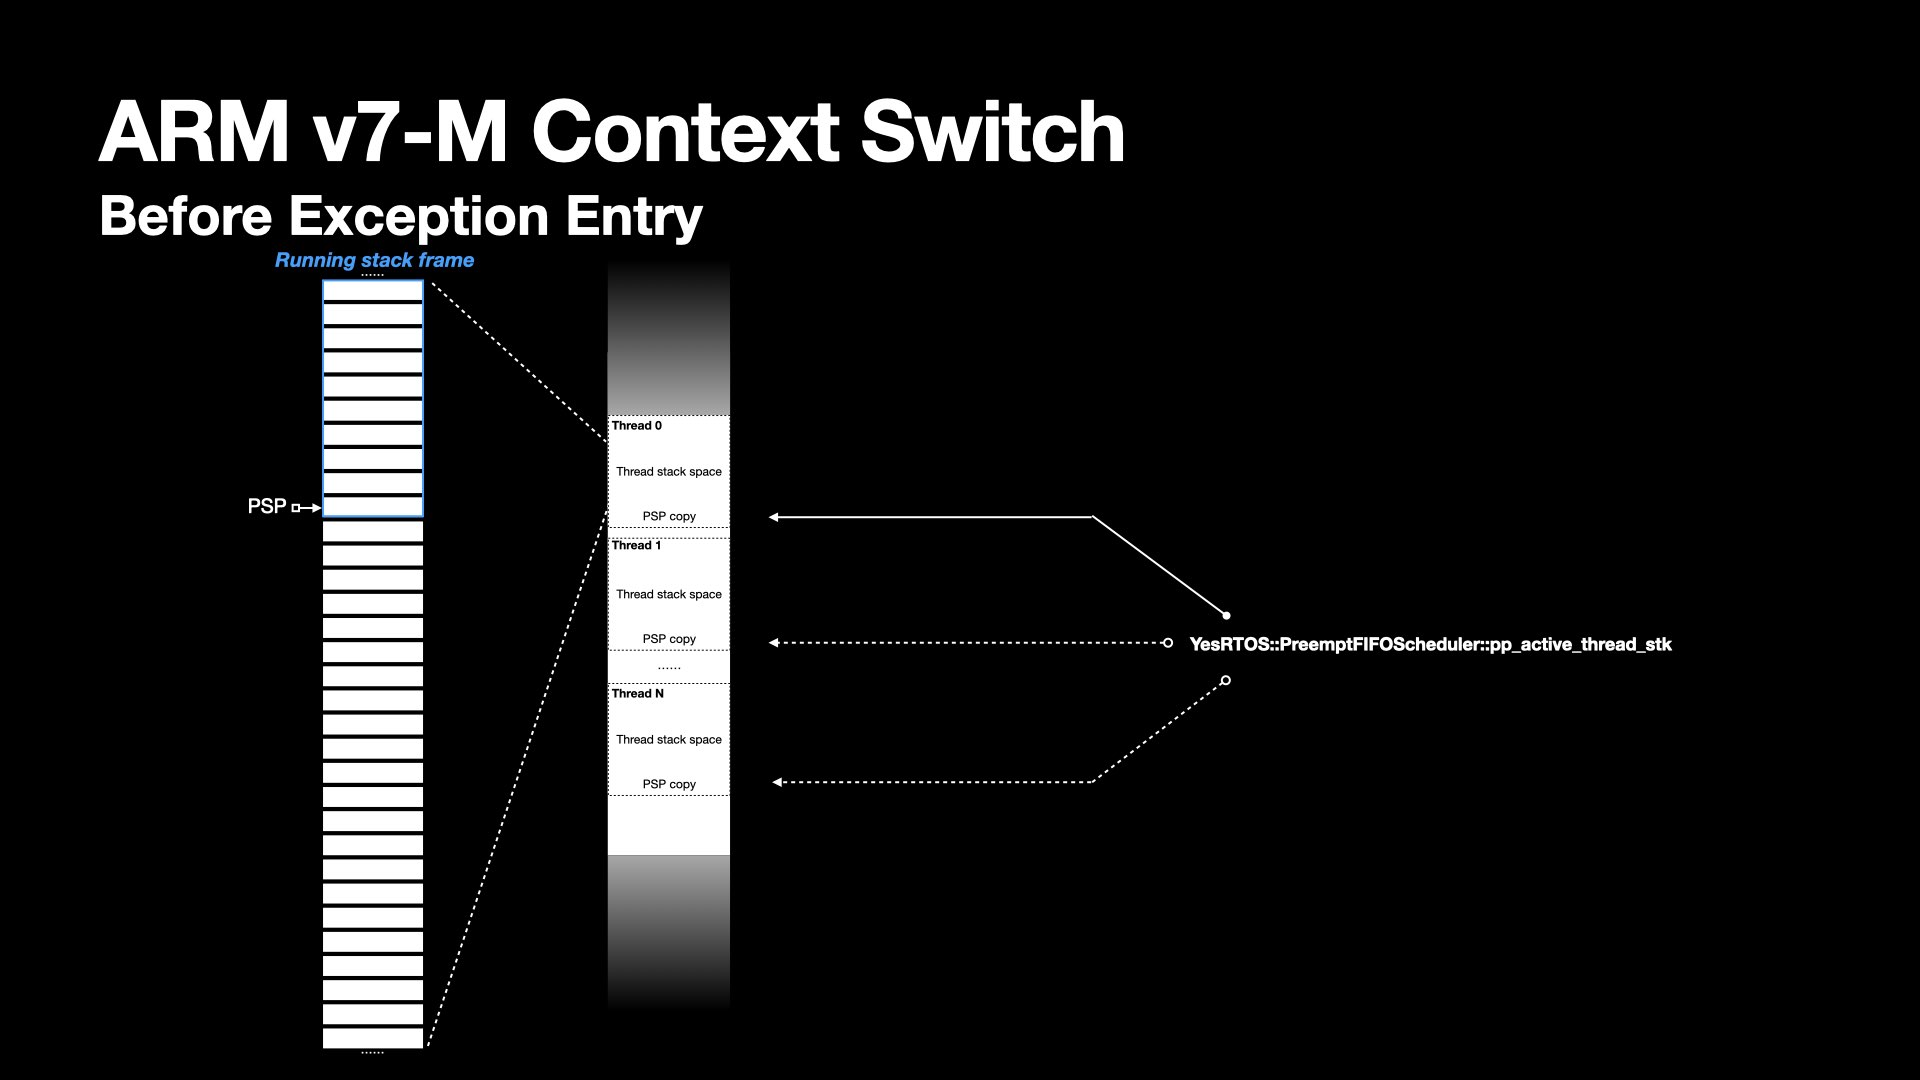 ARM v7-M Context Switch
Before Exception Entry
Running stack frame
......
PSP
......
Thread 0
Thread stack space
PSP copy
Thread 1
Thread stack space
PSP copy
......
Thread N
Thread stack space
PSP copy
YesRTOS::PreemptFIFOScheduler::pp_active_thread_stk